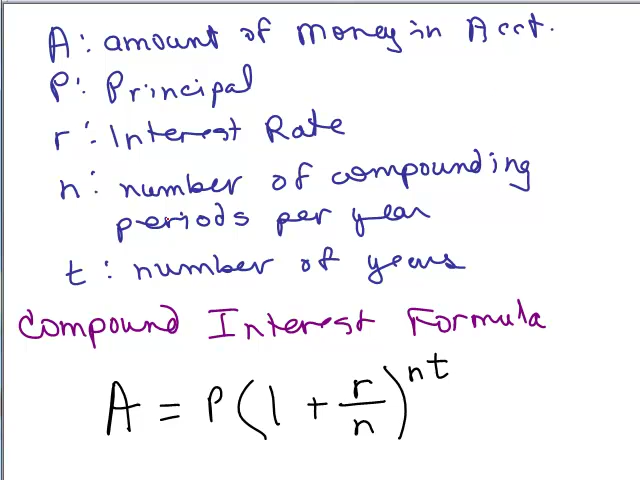 A: amount of money in Acct.
P: Principal
r: Interest Rate
n: number of compounding
periods per year
t: number of years
Compound Interest Formula
A = P(1 + r/n)^nt